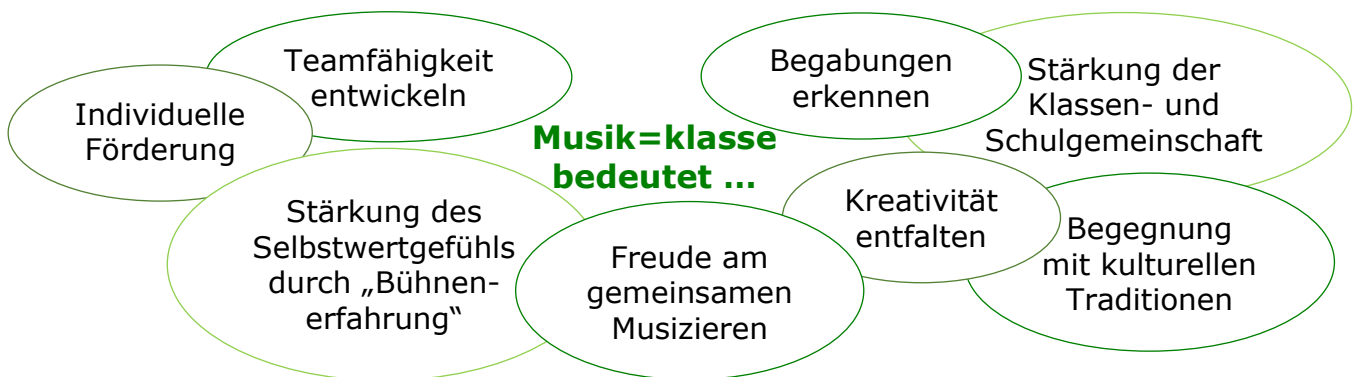 Individuelle
Förderung
Teamfähigkeit
entwickeln
Stärkung des
Selbstwertgefühls
durch „Bühnen-
erfahrung“
Musik=klasse
bedeutet …
Freude am
gemeinsamen
Musizieren
Begabungen
erkennen
Kreativität
entfalten
Stärkung der
Klassen- und
Schulgemeinschaft
Begegnung
mit kulturellen
Traditionen